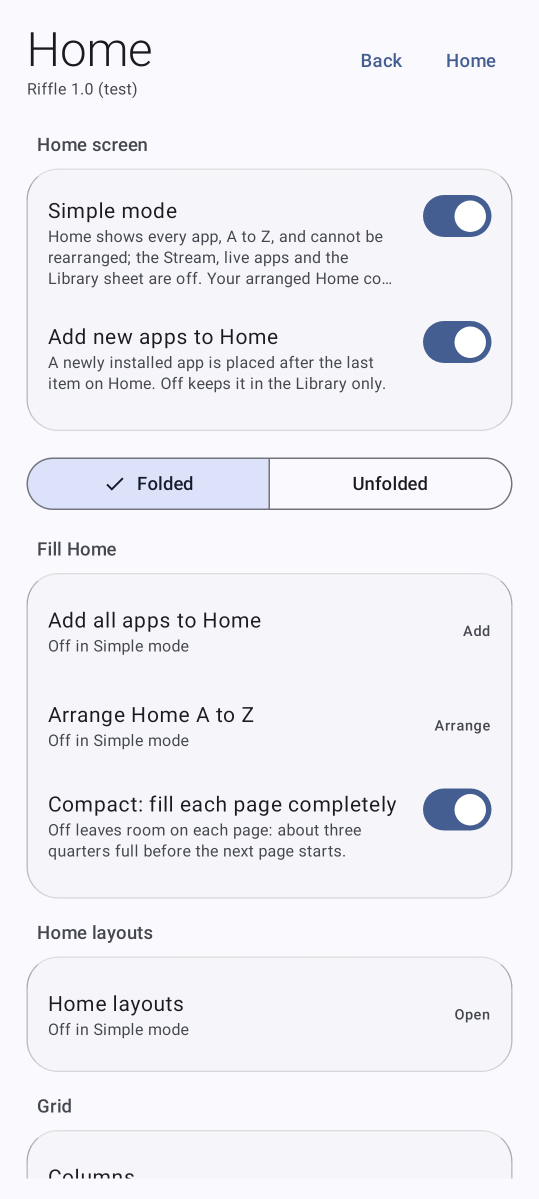 Home
Back
Home
Riffle 1.0 (test)
Home screen
Simple mode
Home shows every app, A to Z, and cannot be
rearranged; the Stream, live apps and the
Library sheet are off. Your arranged Home co…
Add new apps to Home
A newly installed app is placed after the last
item on Home. Off keeps it in the Library only.
Folded
Unfolded
Fill Home
Add all apps to Home
Off in Simple mode
Add
Arrange Home A to Z
Off in Simple mode
Arrange
Compact: fill each page completely
Off leaves room on each page: about three
quarters full before the next page starts.
Home layouts
Home layouts
Off in Simple mode
Open
Grid
Columns